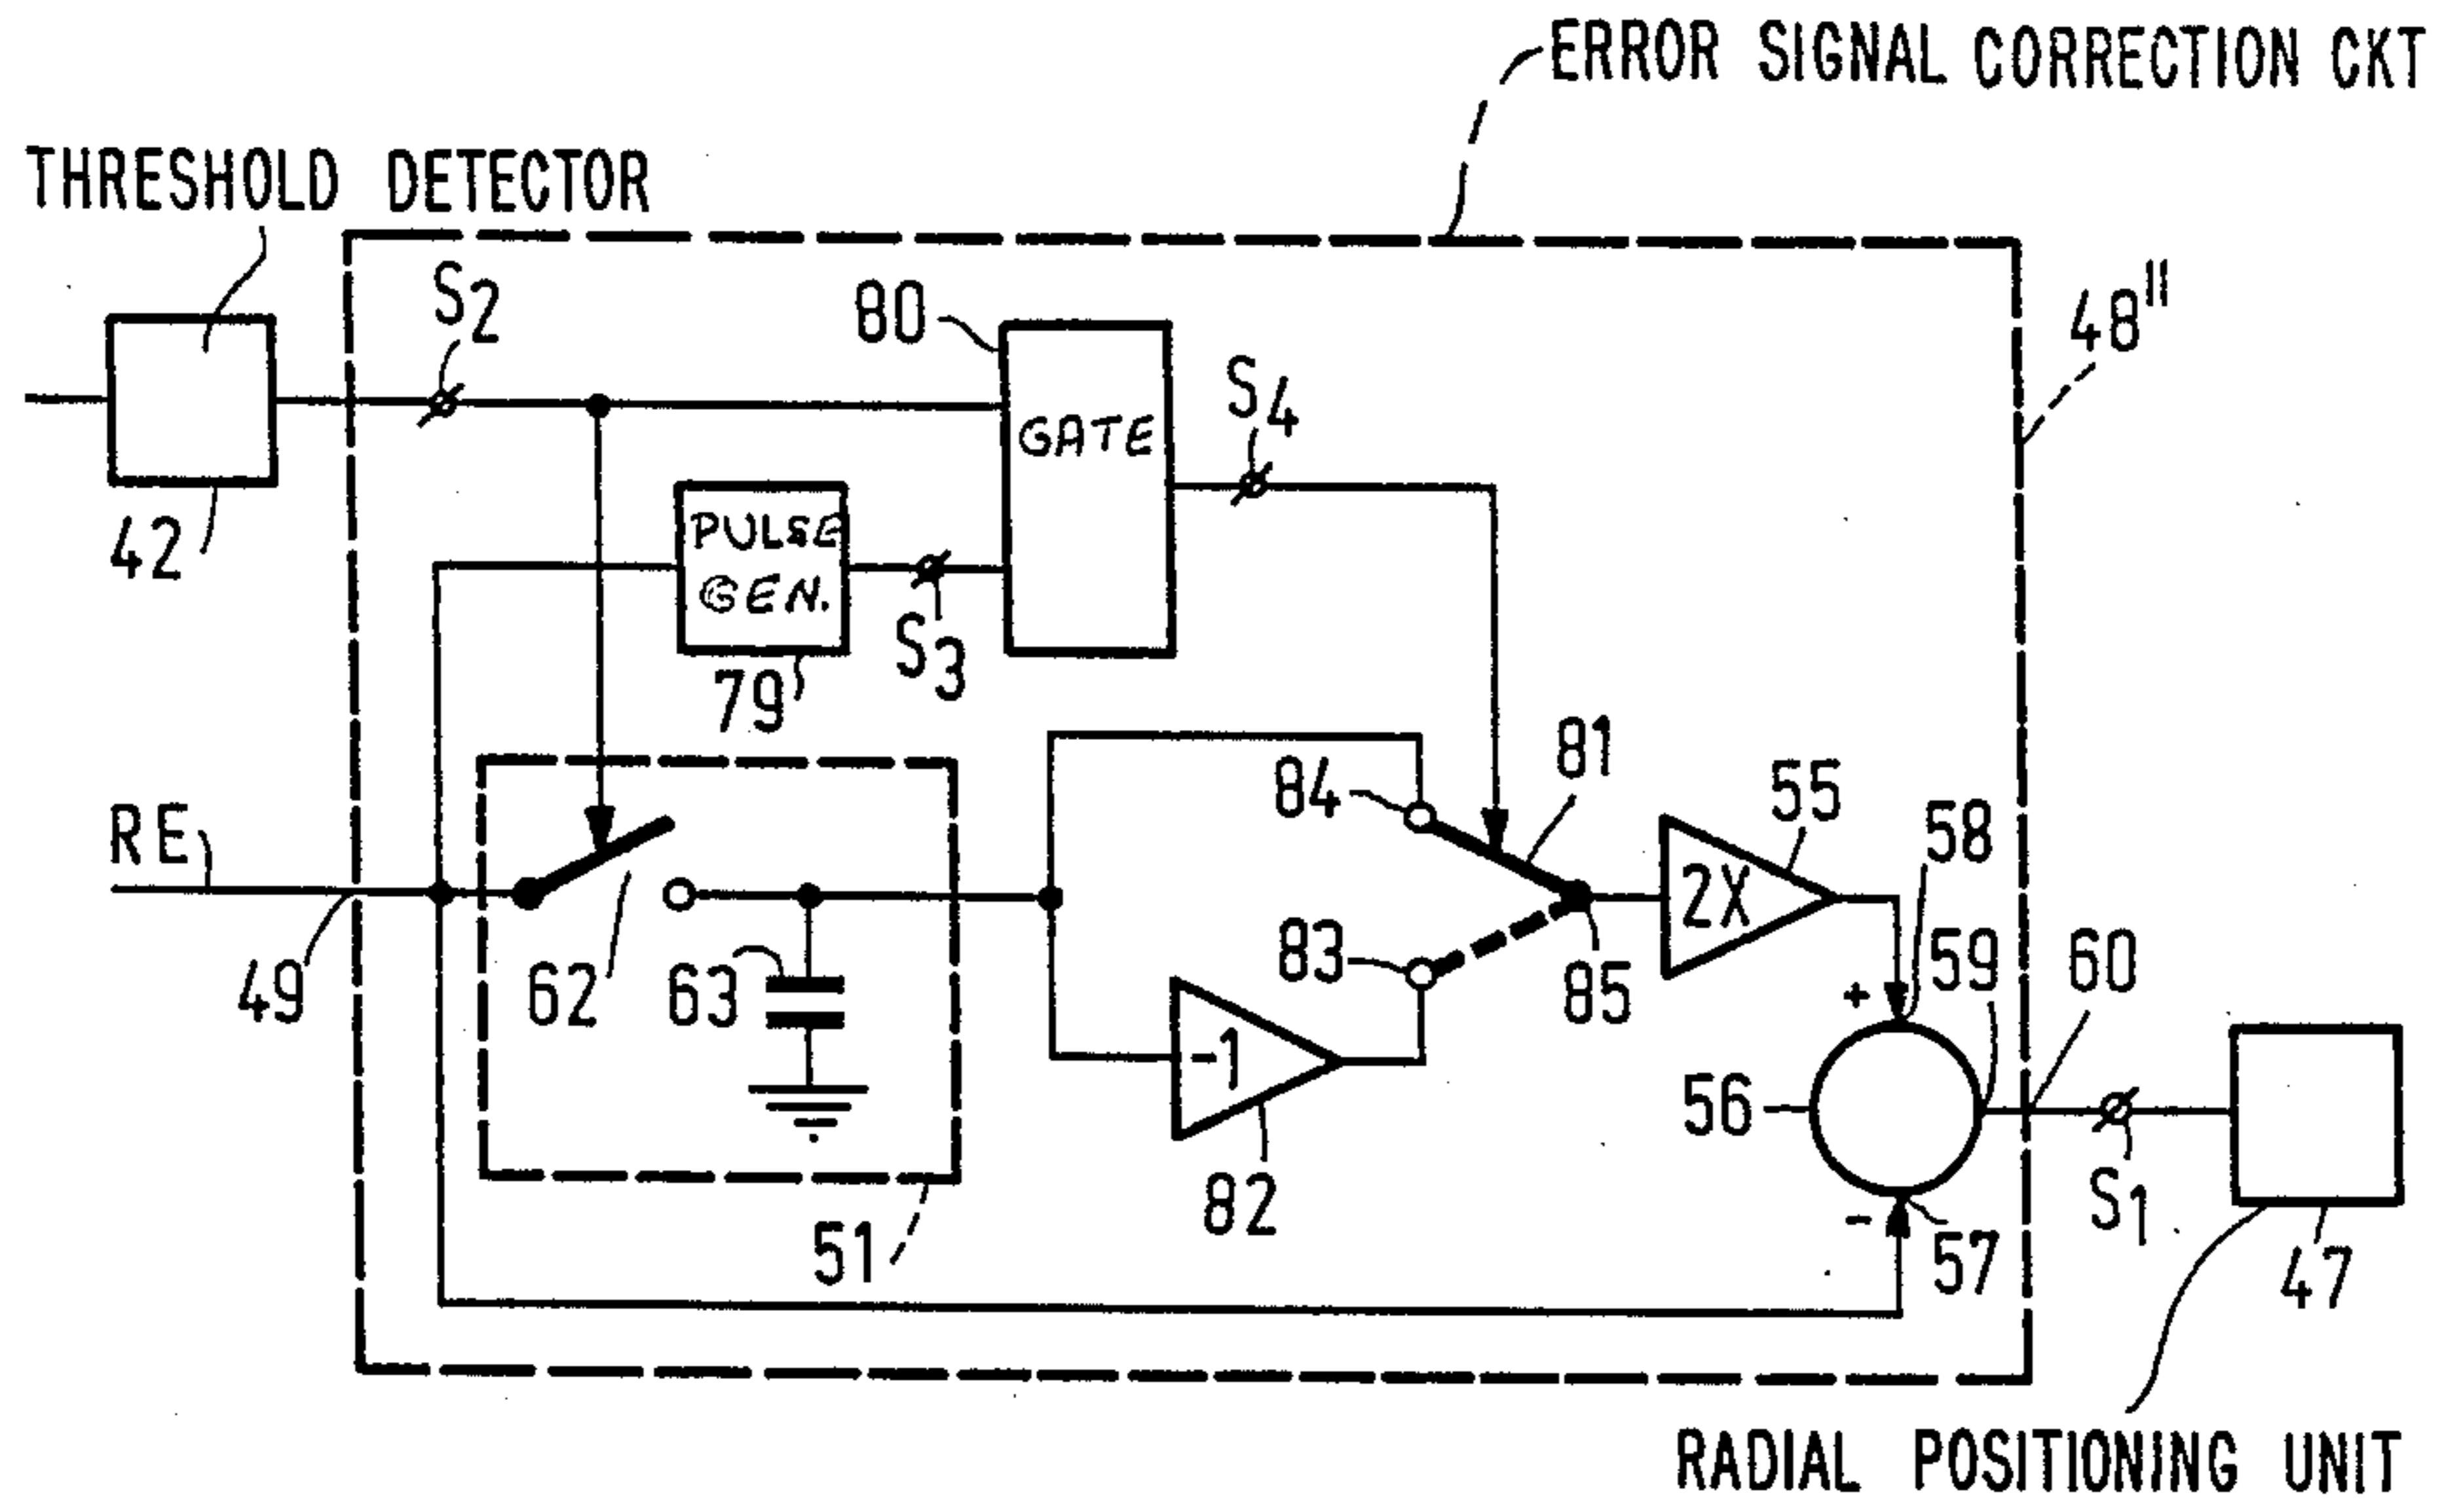 ERROR SIGNAL CORRECTION CKT
THRESHOLD DETECTOR
S2
80
48"
S4
GATE
42
PULSE
GEN.
S3
79
81
84
55
58
RE
2X
83
59
60
49
62
63
85
+
-1
56
82
S1
51
-
57
47
RADIAL POSITIONING UNIT